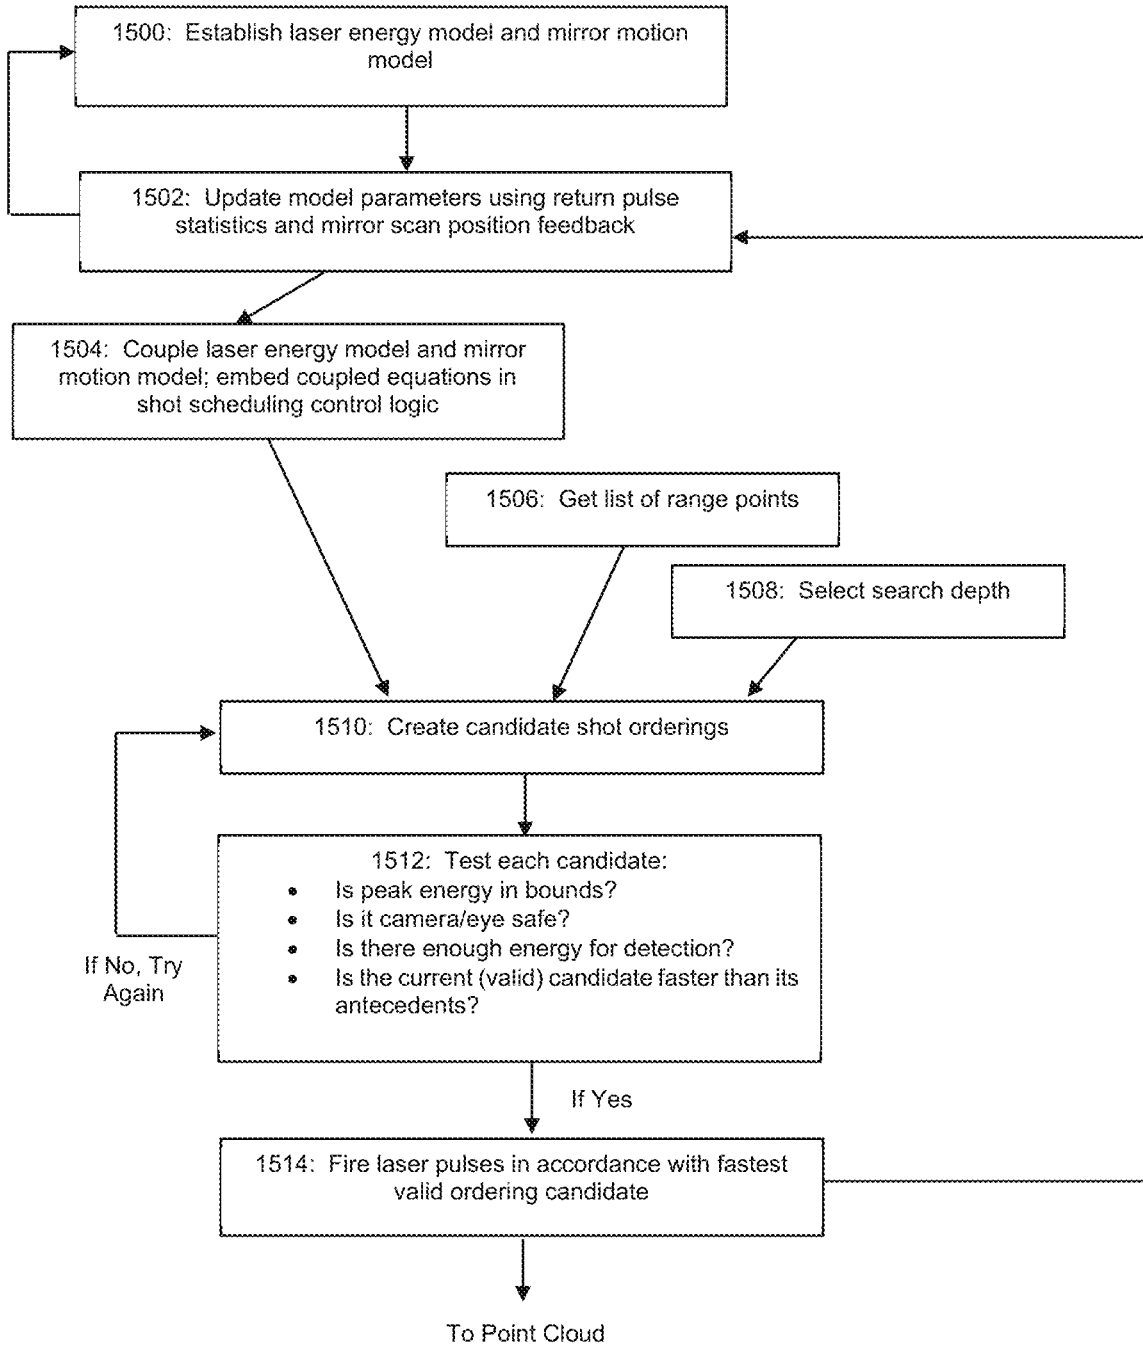 1500: Establish laser energy model and mirror motion
model
1502: Update model parameters using return pulse
statistics and mirror scan position feedback
1504: Couple laser energy model and mirror
motion model; embed coupled equations in
shot scheduling control logic
1506: Get list of range points
1508: Select search depth
1510: Create candidate shot orderings
1512: Test each candidate:
• Is peak energy in bounds?
• Is it camera/eye safe?
• Is there enough energy for detection?
• Is the current (valid) candidate faster than its
antecedents?
If No, Try
Again
If Yes
1514: Fire laser pulses in accordance with fastest
valid ordering candidate
To Point Cloud